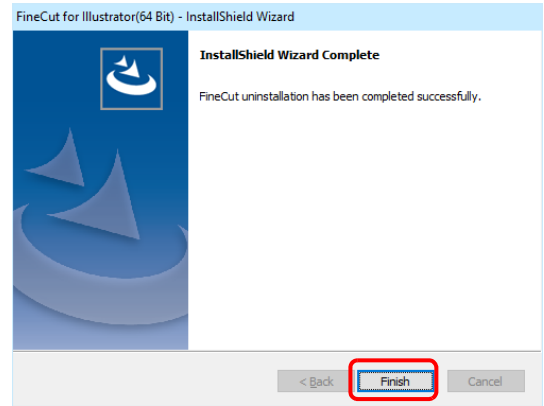 FineCut for Illustrator(64 Bit) - InstallShield Wizard
InstallShield Wizard Complete
FineCut uninstallation has been completed successfully.
< Back
Finish
Cancel